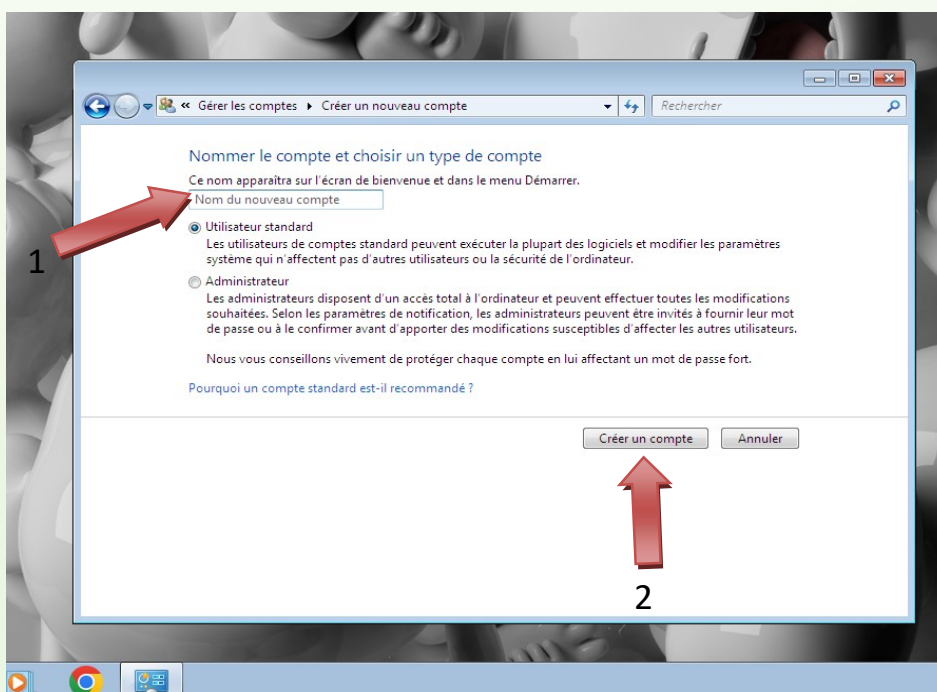 « Gérer les comptes ▸ Créer un nouveau compte
Rechercher
Nommer le compte et choisir un type de compte
Ce nom apparaîtra sur l'écran de bienvenue et dans le menu Démarrer.
Nom du nouveau compte
1
Utilisateur standard
Les utilisateurs de comptes standard peuvent exécuter la plupart des logiciels et modifier les paramètres
système qui n'affectent pas d'autres utilisateurs ou la sécurité de l'ordinateur.
Administrateur
Les administrateurs disposent d'un accès total à l'ordinateur et peuvent effectuer toutes les modifications
souhaitées. Selon les paramètres de notification, les administrateurs peuvent être invités à fournir leur mot
de passe ou à le confirmer avant d'apporter des modifications susceptibles d'affecter les autres utilisateurs.
Nous vous conseillons vivement de protéger chaque compte en lui affectant un mot de passe fort.
Pourquoi un compte standard est-il recommandé ?
Créer un compte
Annuler
2